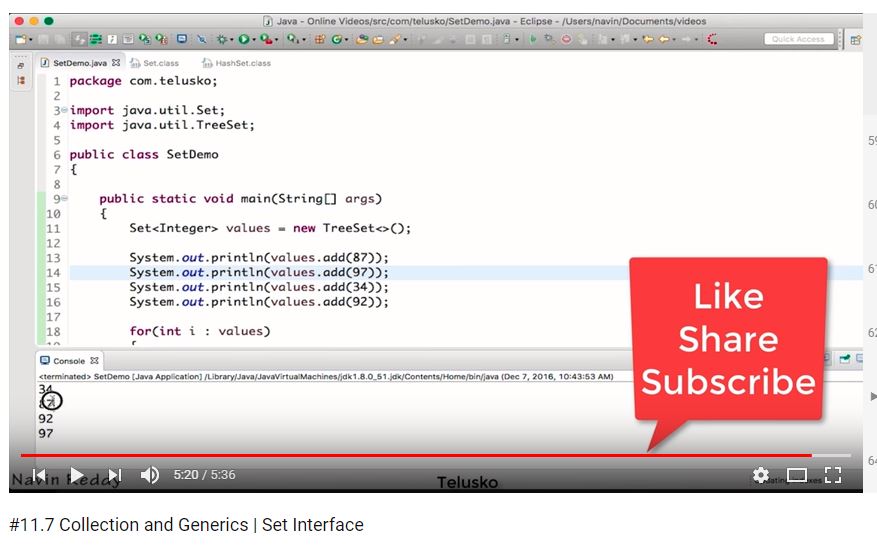 Java - Online Videos/src/com/telusko/SetDemo.java - Eclipse - /Users/navin/Documents/videos
Quick Access
SetDemo.java Set.class HashSet.class
1 package com.telusko;
2
3 import java.util.Set;
4 import java.util.TreeSet;
5
6 public class SetDemo
7 {
8
9 public static void main(String[] args)
10 {
11 Set<Integer> values = new TreeSet<>();
12
13 System.out.println(values.add(87));
14 System.out.println(values.add(97));
15 System.out.println(values.add(34));
16 System.out.println(values.add(92));
17
18 for(int i : values)
{
Like
Share
Subscribe
Console
<terminated> SetDemo [Java Application] /Library/Java/JavaVirtualMachines/jdk1.8.0_51.jdk/Contents/Home/bin/java (Dec 7, 2016, 10:43:53 AM)
34
87
92
97
5:20 / 5:36
Navin Reddy
Telusko
#11.7 Collection and Generics | Set Interface